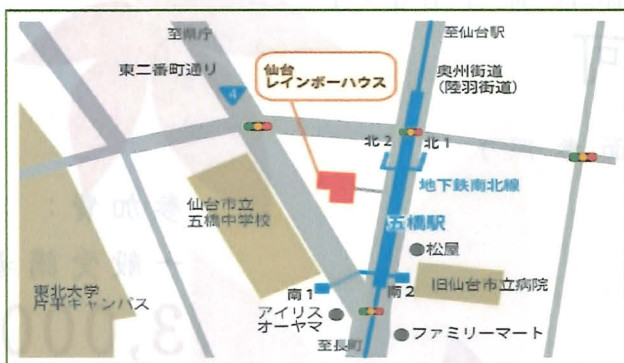 至県庁
至仙台駅
東二番町通り
4
仙台
レインボーハウス
奥州街道
(陸羽街道)
北2
北1
地下鉄南北線
仙台市立
五橋中学校
五橋駅
松屋
東北大学
片平キャンパス
南1
南2
旧仙台市立病院
アイリス
オーヤマ
ファミリーマート
至長町
参加費:
3,000